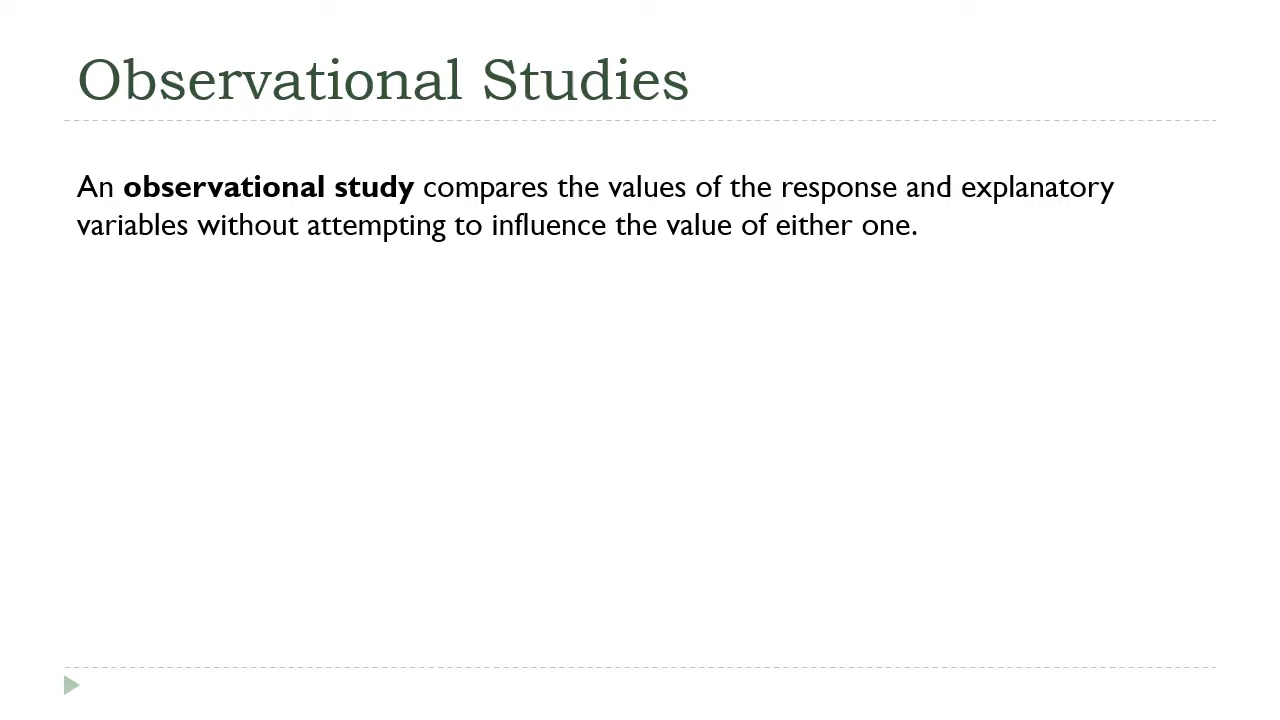 Observational Studies
An observational study compares the values of the response and explanatory
variables without attempting to influence the value of either one.